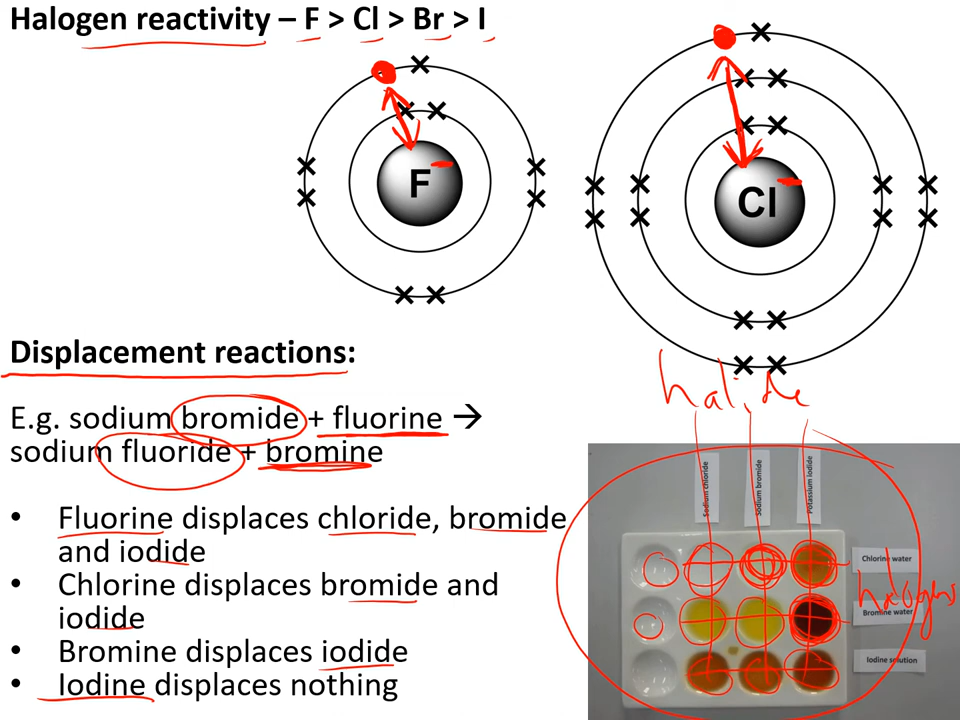 Halogen reactivity – F > Cl > Br > I
F
Cl
Displacement reactions:
halide
E.g. sodium bromide + fluorine →
sodium fluoride + bromine
Sodium chloride
Sodium bromide
Potassium iodide
• Fluorine displaces chloride, bromide
and iodide
• Chlorine displaces bromide and
iodide
• Bromine displaces iodide
• Iodine displaces nothing
Chlorine water
halogens
Bromine water
Iodine solution